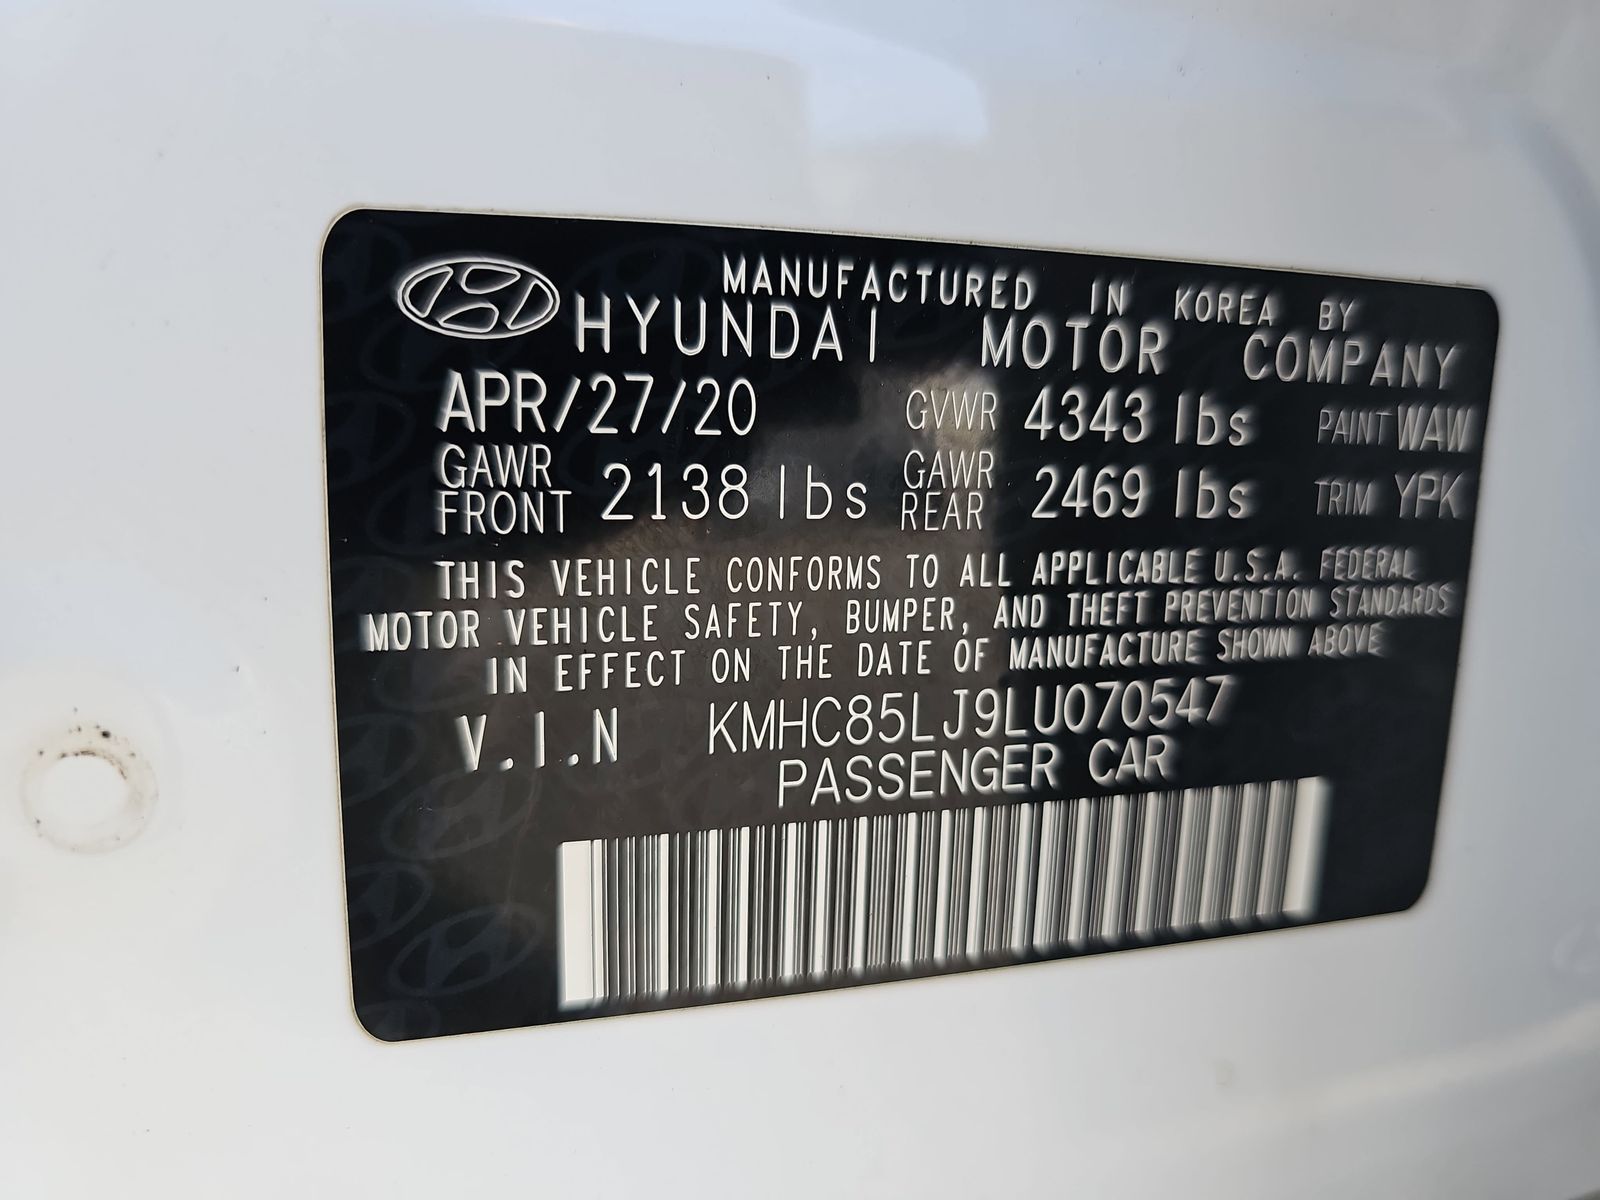 MANUFACTURED IN KOREA BY
HYUNDAI MOTOR COMPANY
APR/27/20 GVWR 4343 lbs PAINT WAW
GAWR FRONT 2138 lbs GAWR REAR 2469 lbs TRIM YPK
THIS VEHICLE CONFORMS TO ALL APPLICABLE U.S.A. FEDERAL
MOTOR VEHICLE SAFETY, BUMPER, AND THEFT PREVENTION STANDARDS
IN EFFECT ON THE DATE OF MANUFACTURE SHOWN ABOVE
V.I.N KMHC85LJ9LU070547
PASSENGER CAR